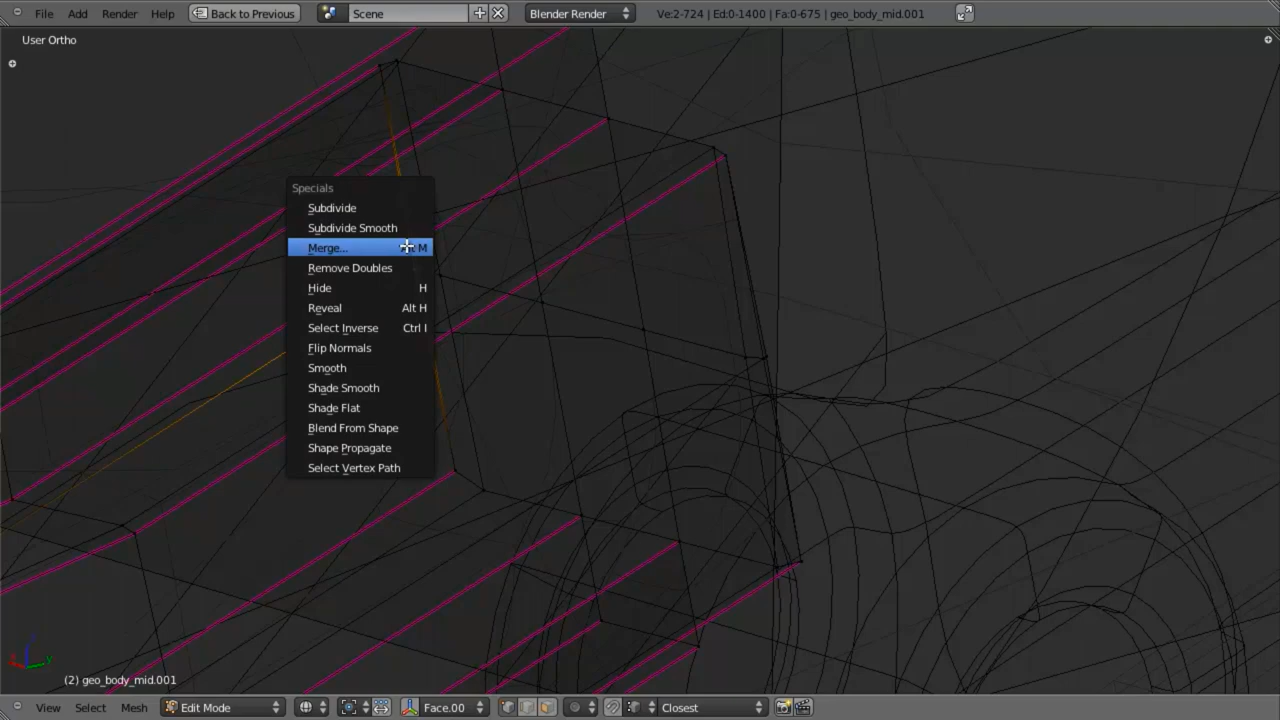 File Add Render Help Back to Previous Scene Blender Render Ve:2-724 | Ed:0-1400 | Fa:0-675 | geo_body_mid.001
User Ortho
Specials
Subdivide
Subdivide Smooth
Merge... M
Remove Doubles
Hide H
Reveal Alt H
Select Inverse Ctrl I
Flip Normals
Smooth
Shade Smooth
Shade Flat
Blend From Shape
Shape Propagate
Select Vertex Path
(2) geo_body_mid.001
View Select Mesh Edit Mode Face.00 Closest